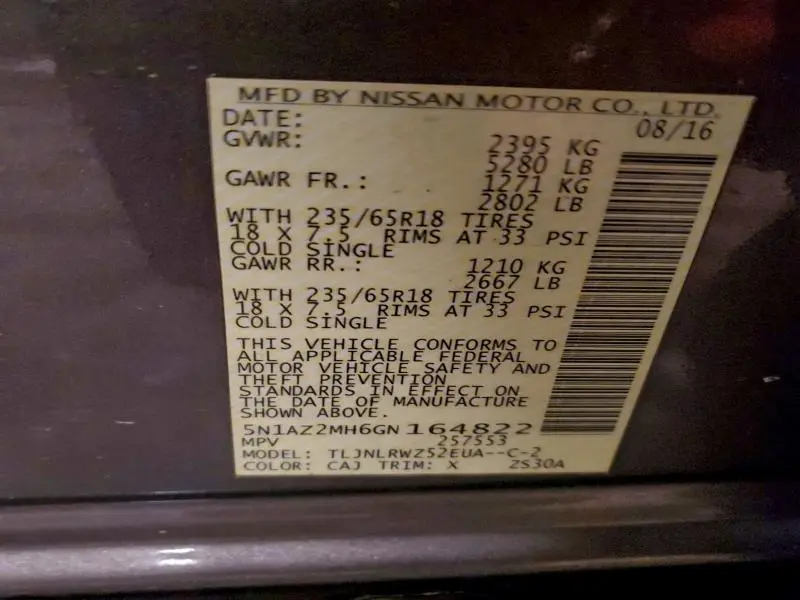 MFD BY NISSAN MOTOR CO., LTD.
DATE: 08/16
GVWR: 2395 KG
5280 LB
GAWR FR.: 1271 KG
2802 LB
WITH 235/65R18 TIRES
18 X 7.5 RIMS AT 33 PSI
COLD SINGLE
GAWR RR.: 1210 KG
2667 LB
WITH 235/65R18 TIRES
18 X 7.5 RIMS AT 33 PSI
COLD SINGLE
THIS VEHICLE CONFORMS TO
ALL APPLICABLE FEDERAL
MOTOR VEHICLE SAFETY AND
THEFT PREVENTION
STANDARDS IN EFFECT ON
THE DATE OF MANUFACTURE
SHOWN ABOVE.
5N1AZ2MH6GN 164822
MPV 257553
MODEL: TLJNLRWZ52EUA--C-2
COLOR: CAJ TRIM: X ZS30A